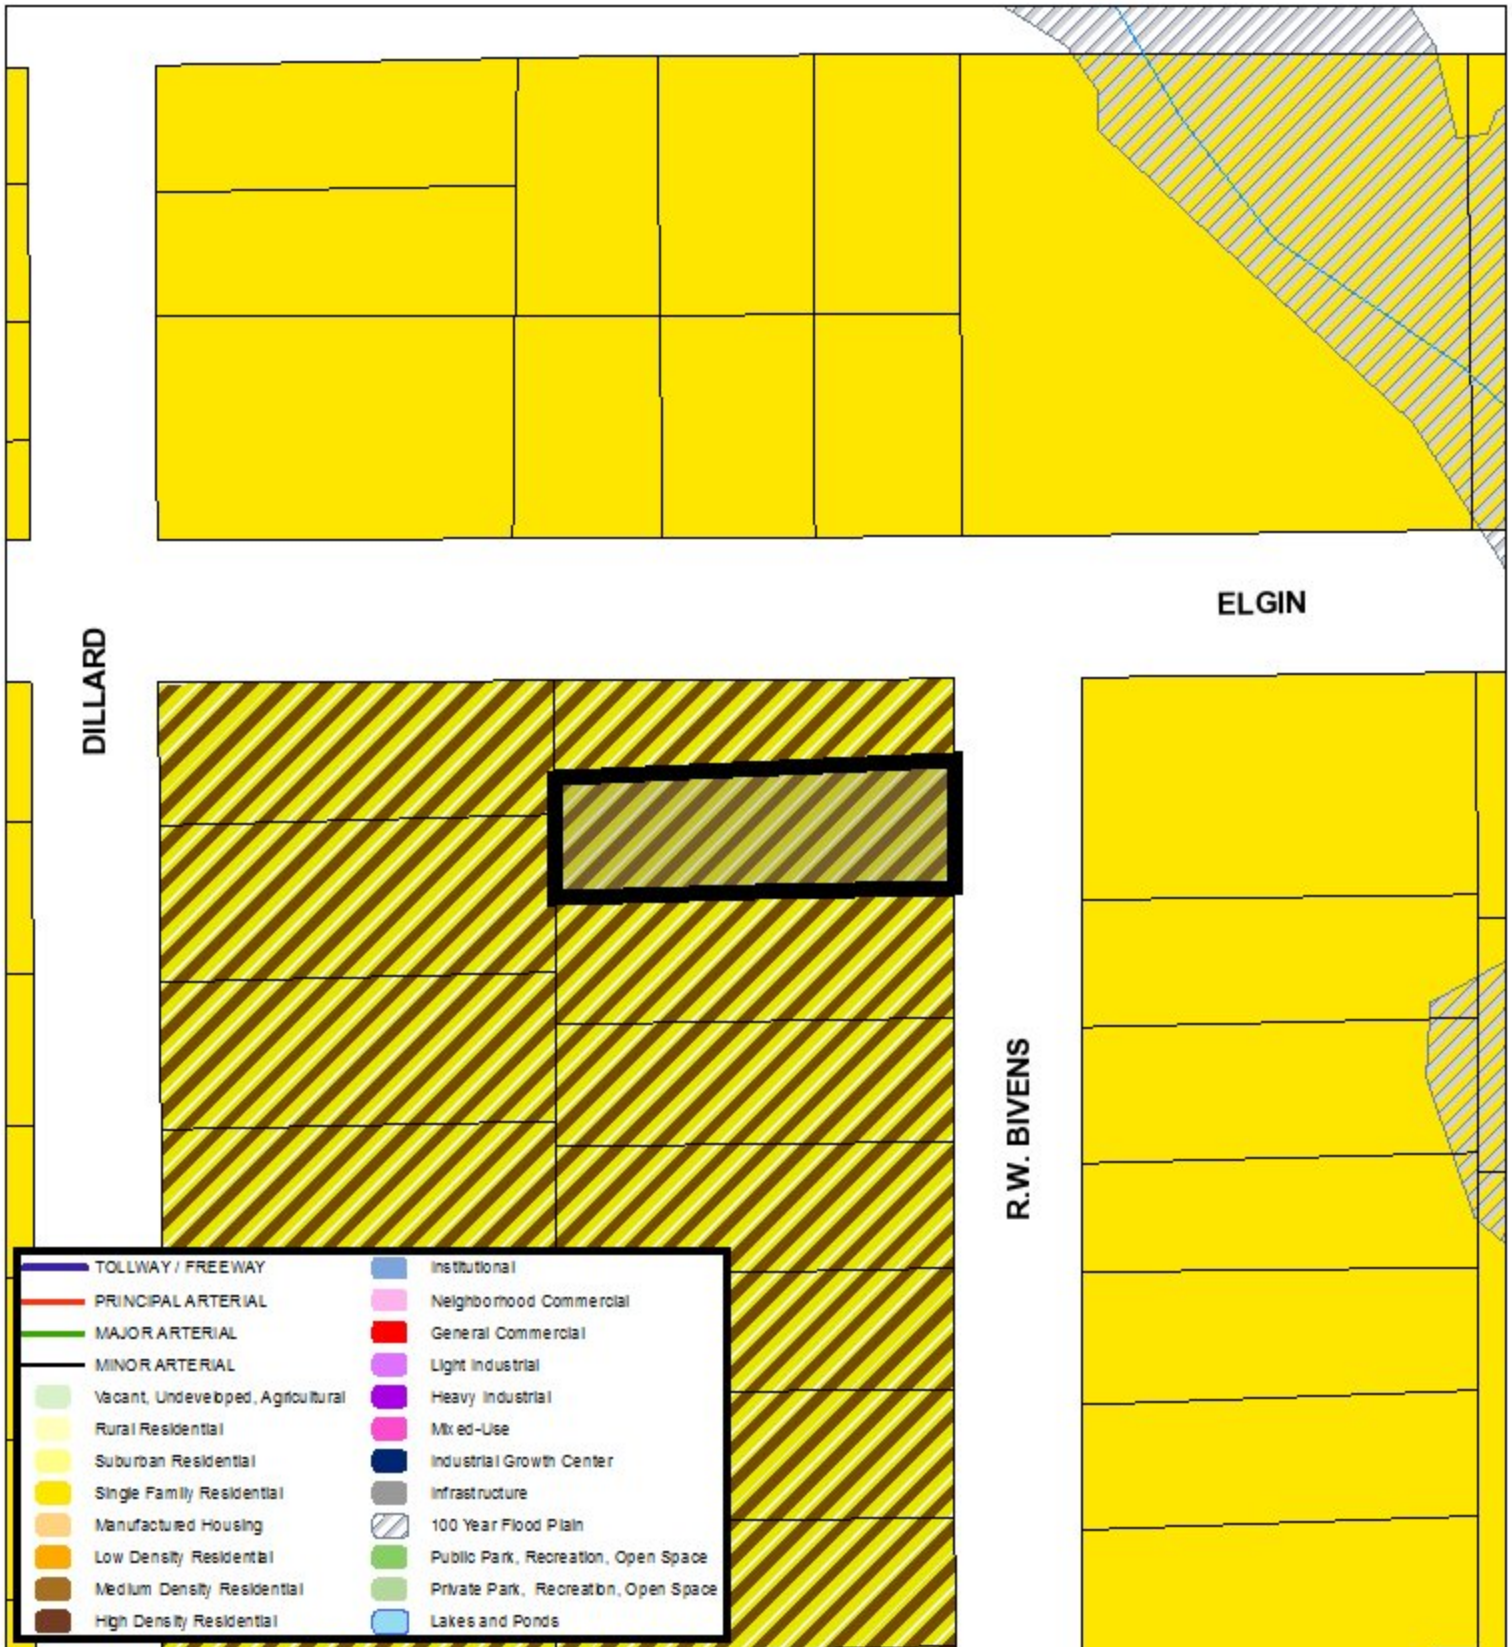 ELGIN
DILLARD
R.W. BIVENS
TOLLWAY / FREEWAY
PRINCIPAL ARTERIAL
MAJOR ARTERIAL
MINOR ARTERIAL
Vacant, Undeveloped, Agricultural
Rural Residential
Suburban Residential
Single Family Residential
Manufactured Housing
Low Density Residential
Medium Density Residential
High Density Residential
Institutional
Neighborhood Commercial
General Commercial
Light Industrial
Heavy Industrial
Mixed-Use
Industrial Growth Center
Infrastructure
100 Year Flood Plain
Public Park, Recreation, Open Space
Private Park, Recreation, Open Space
Lakes and Ponds